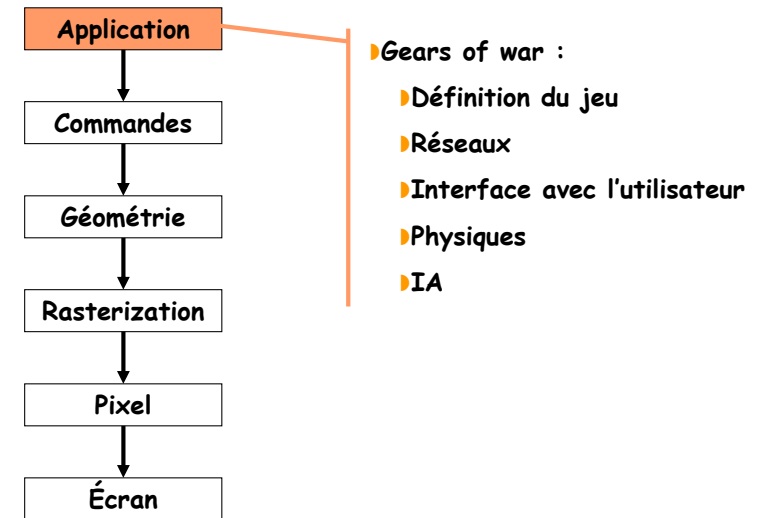 Application
Commandes
Géométrie
Rasterization
Pixel
Écran
Gears of war :
Définition du jeu
Réseaux
Interface avec l'utilisateur
Physiques
IA